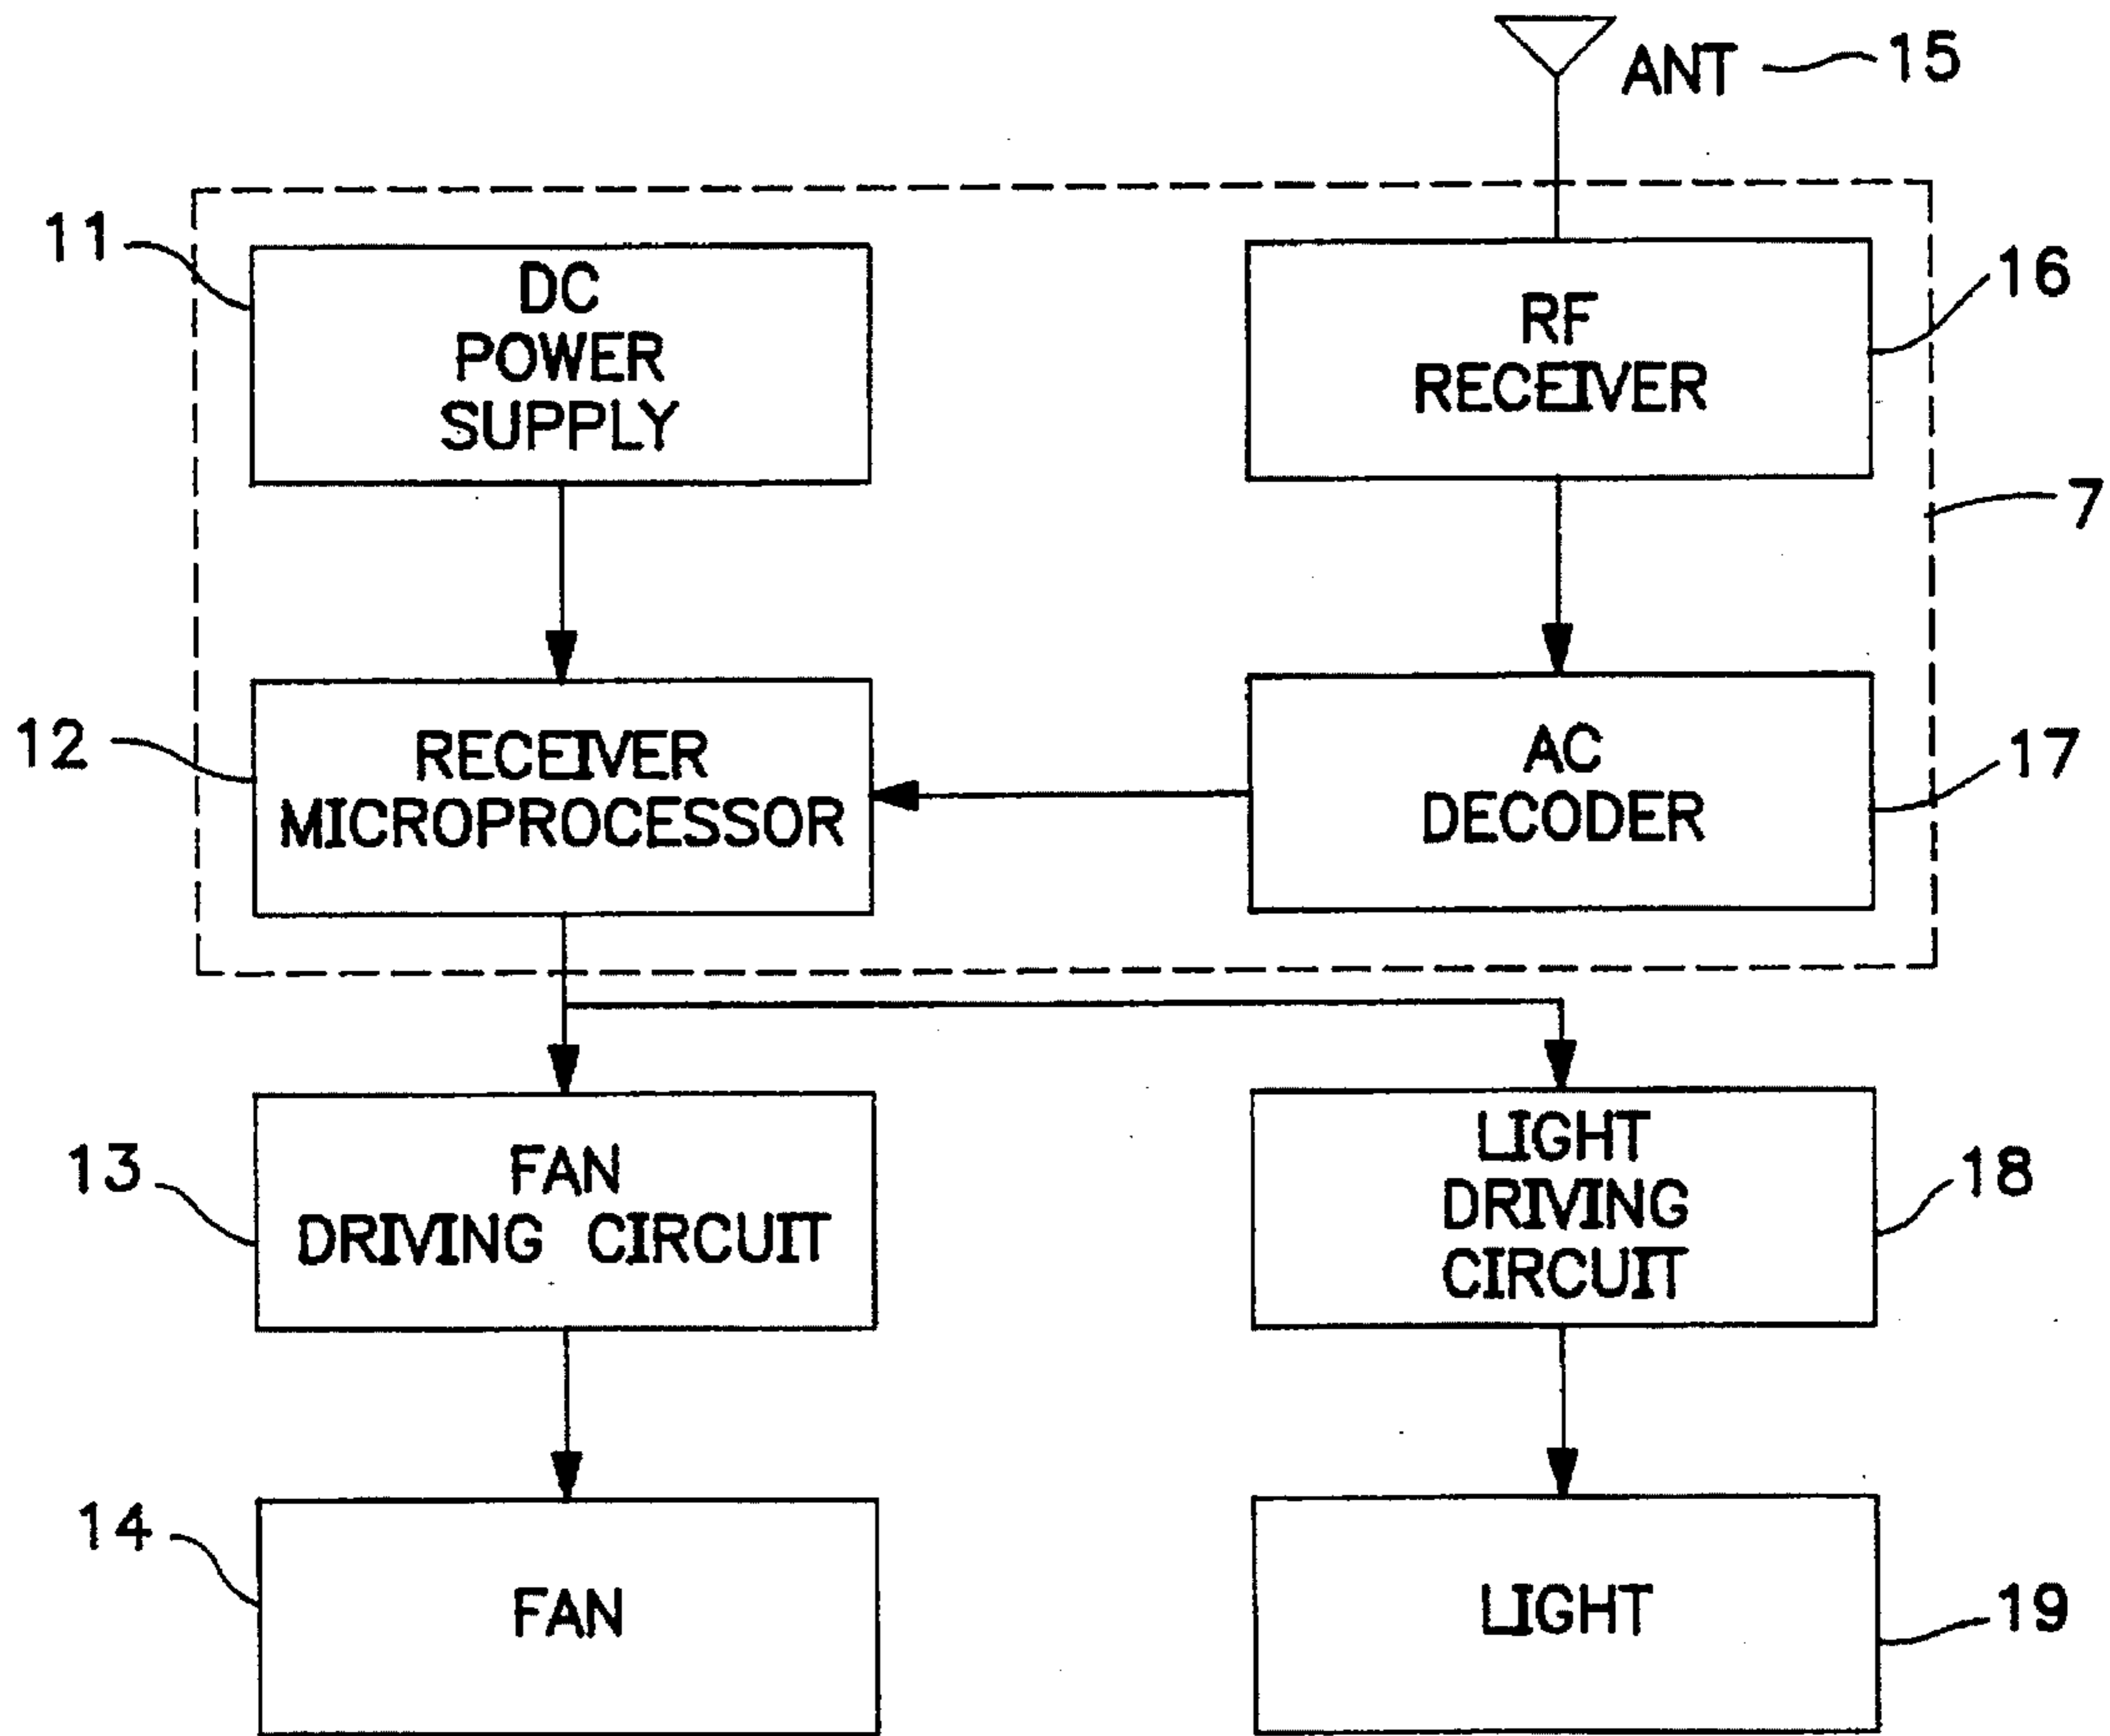 ANT 15
11
DC
POWER
SUPPLY
RF
RECEIVER
16
7
12
RECEIVER
MICROPROCESSOR
AC
DECODER
17
13
FAN
DRIVING CIRCUIT
LIGHT
DRIVING
CIRCUIT
18
14
FAN
LIGHT
19